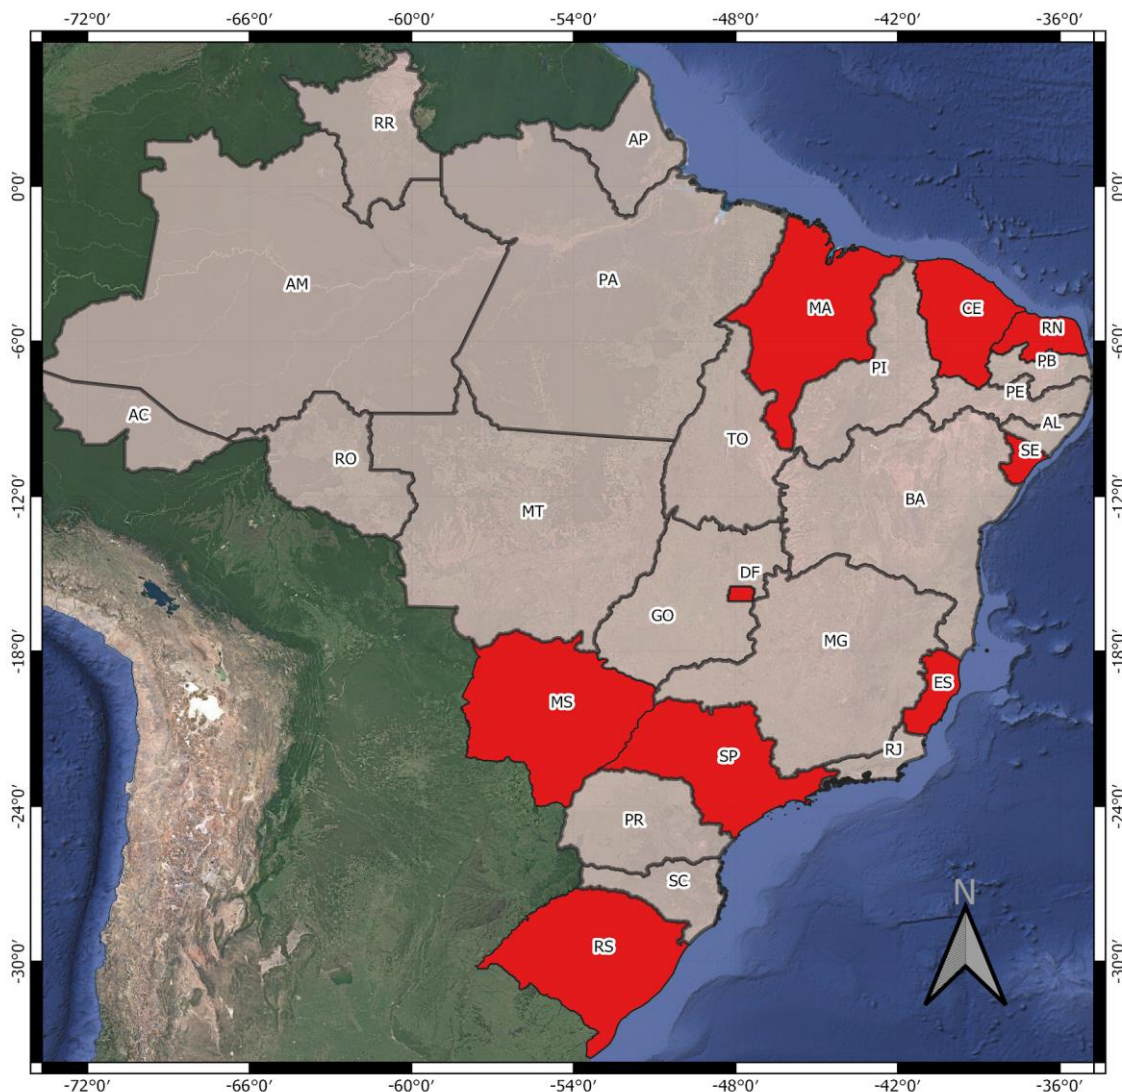 -72°0' -66°0' -60°0' -54°0' -48°0' -42°0' -36°0'
RR
AP
0°0' 0°0'
AM PA
MA CE
RN
-6°0' -6°0'
PB
PI
PE
AC
AL
TO
SE
RO
-12°0' -12°0'
BA
MT
DF
GO
MG
-18°0' -18°0'
ES
MS
RJ
SP
-24°0' -24°0'
PR
SC
N
RS
-30°0' -30°0'
-72°0' -66°0' -60°0' -54°0' -48°0' -42°0' -36°0'